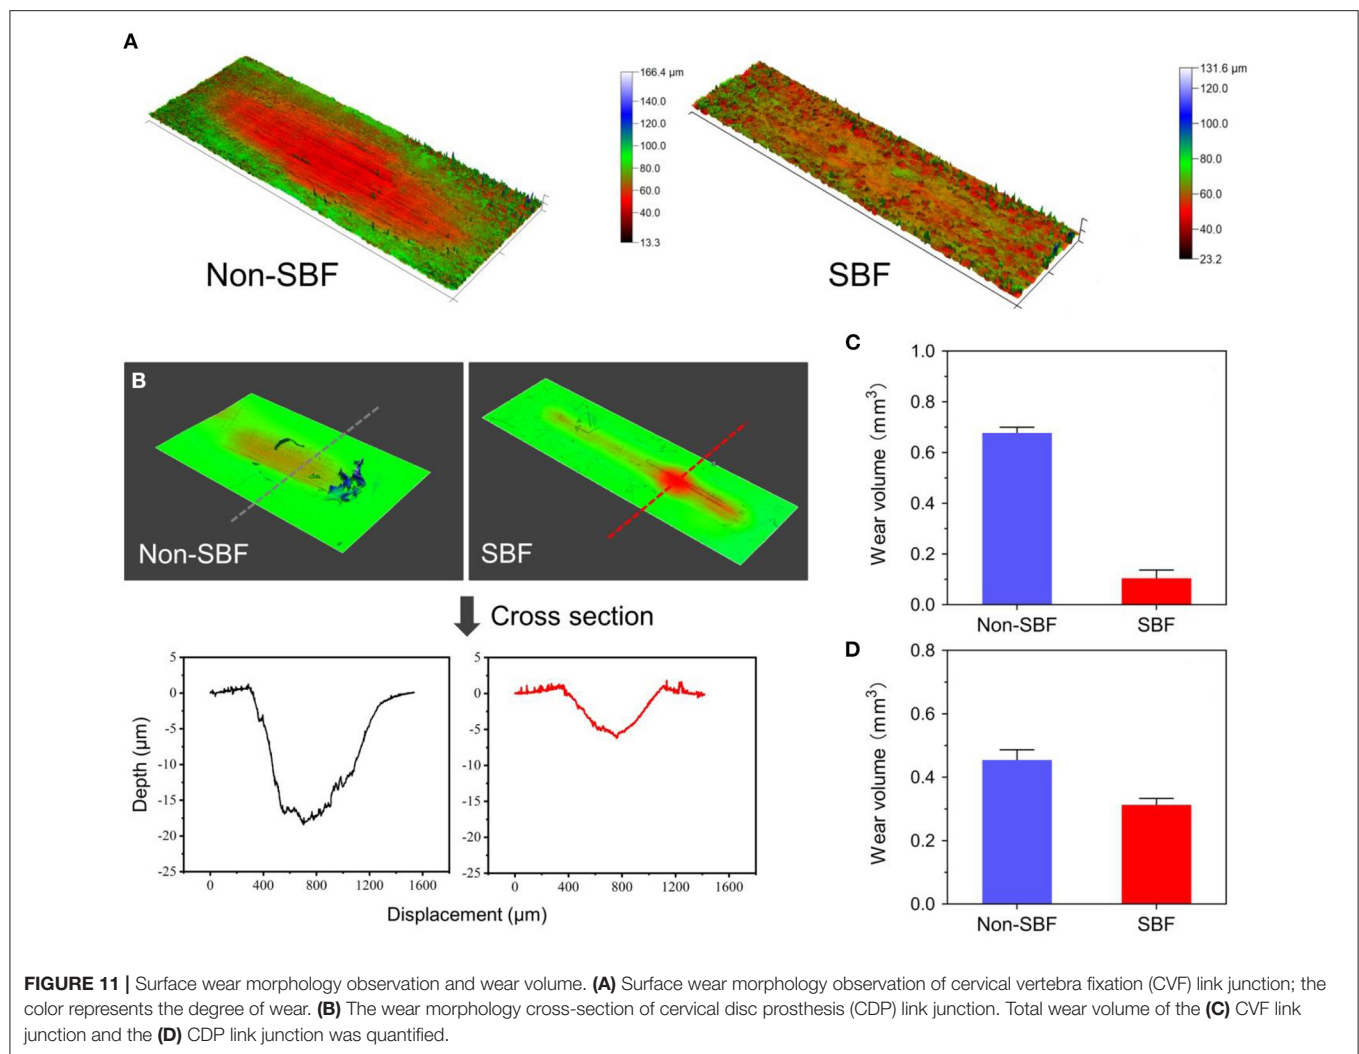 A
166.4 µm
140.0
120.0
100.0
80.0
60.0
40.0
13.3
Non-SBF
131.6 µm
120.0
100.0
80.0
60.0
40.0
23.2
SBF
B
Non-SBF
SBF
Cross section
5
0
-5
-10
-15
-20
-25
Depth (µm)
0
400
800
1200
1600
5
0
-5
-10
-15
-20
-25
0
400
800
1200
1600
Displacement (µm)
C
1.0
0.8
0.6
0.4
0.2
0.0
Wear volume (mm³)
Non-SBF
SBF
D
0.8
0.6
0.4
0.2
0.0
Wear volume (mm³)
Non-SBF
SBF
FIGURE 11 | Surface wear morphology observation and wear volume. (A) Surface wear morphology observation of cervical vertebra fixation (CVF) link junction; the
color represents the degree of wear. (B) The wear morphology cross-section of cervical disc prosthesis (CDP) link junction. Total wear volume of the (C) CVF link
junction and the (D) CDP link junction was quantified.